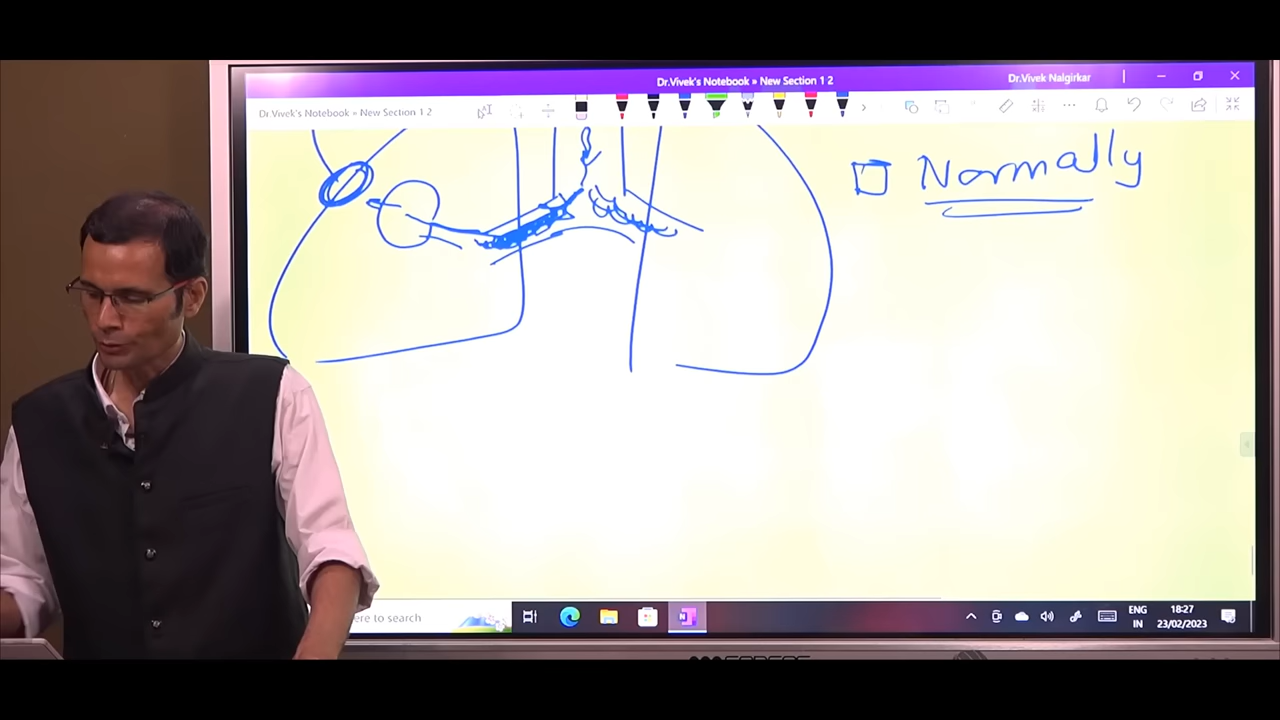 Dr.Vivek's Notebook » New Section 1 2
Dr.Vivek Nalgirkar
Dr.Vivek's Notebook » New Section 1 2
Normally
ere to search
ENG
IN
18:27
23/02/2023